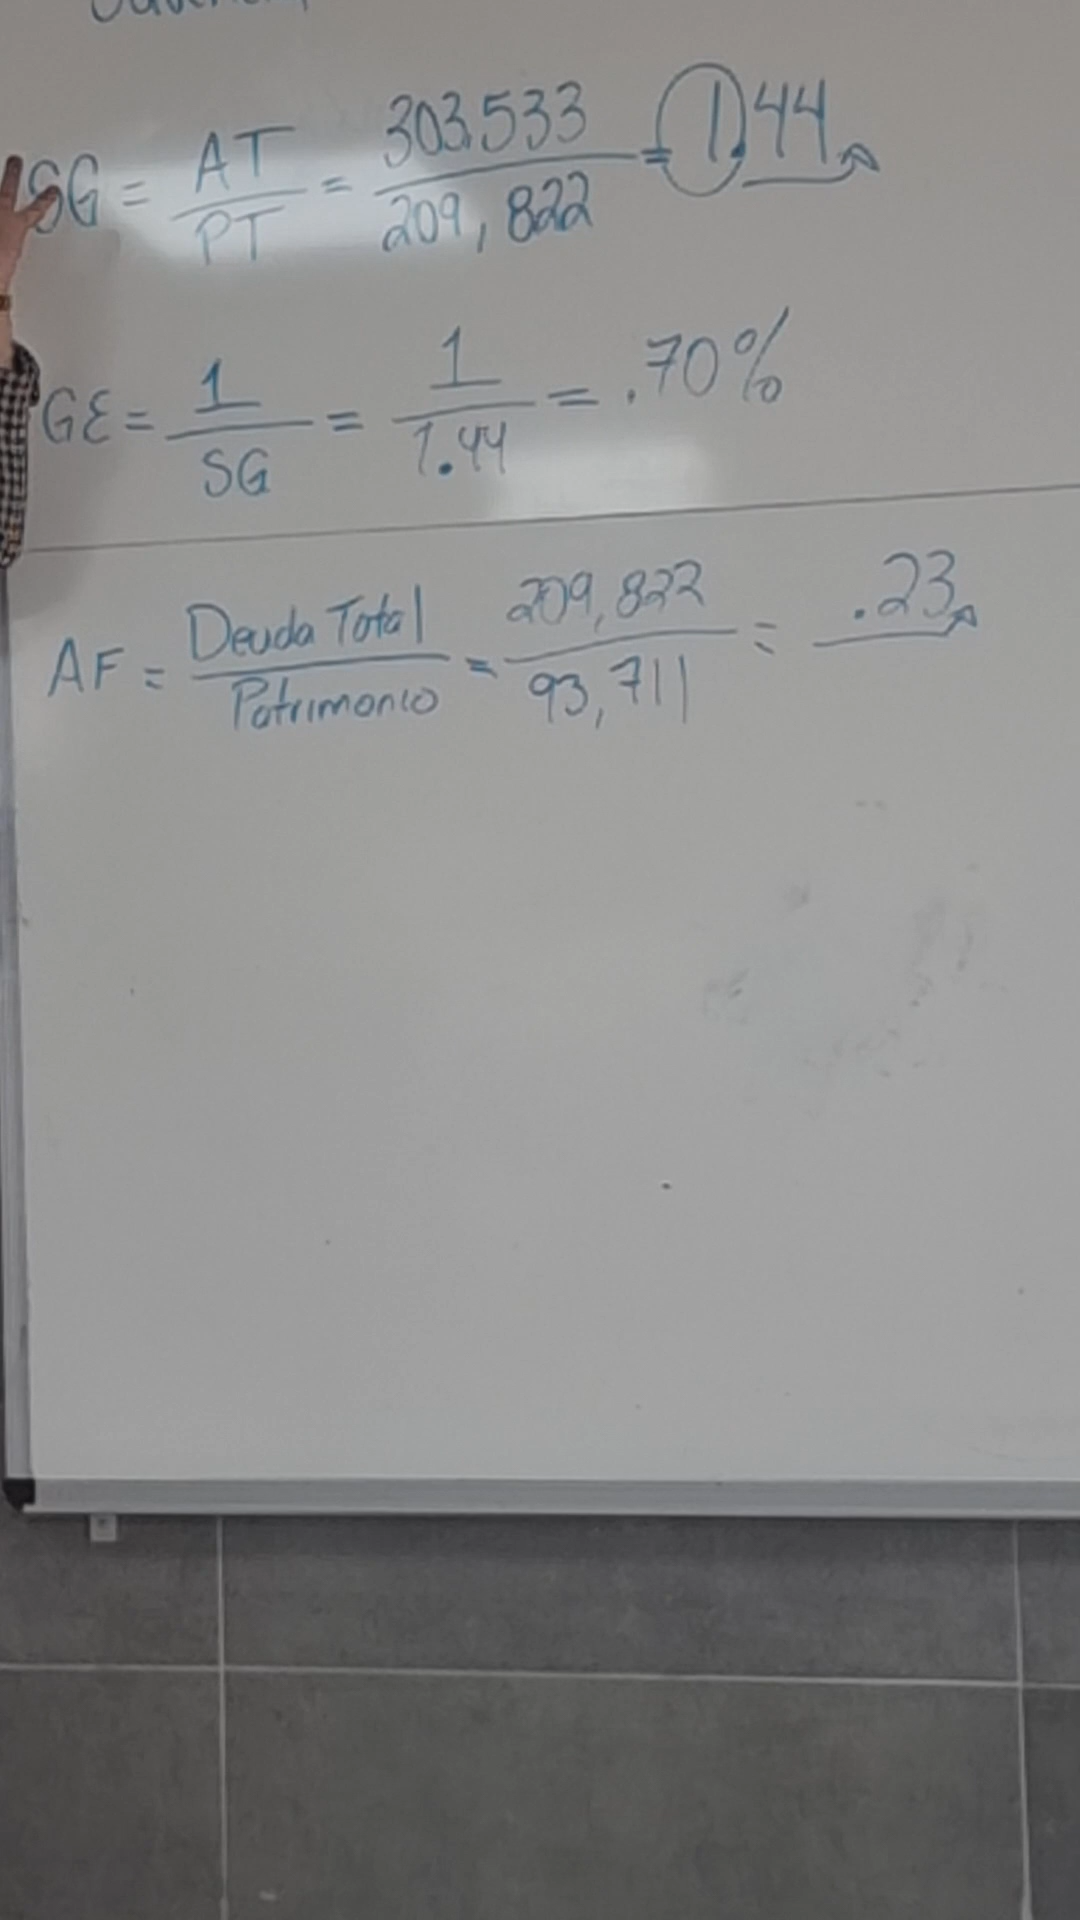 SG = AT / PT = 303,533 / 209,822 = 1.44
GE = 1 / SG = 1 / 1.44 = .70%
AF = Deuda Total / Patrimonio = 209,822 / 93,711 = .23